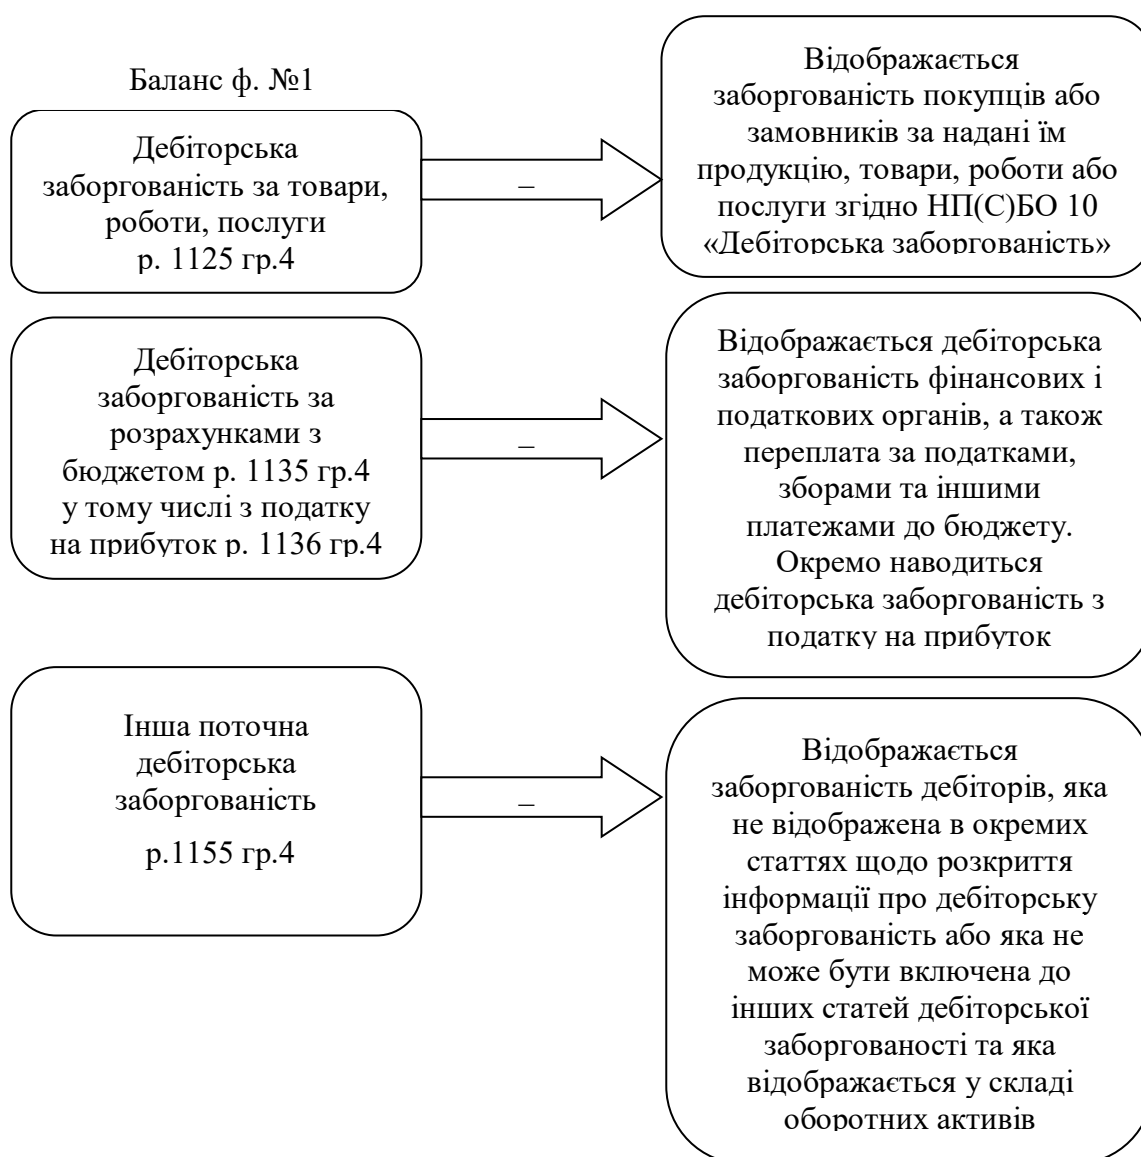 Баланс ф. №1
Дебіторська
заборгованість за товари,
роботи, послуги
р. 1125 гр.4
–
Відображається
заборгованість покупців або
замовників за надані їм
продукцію, товари, роботи або
послуги згідно НП(С)БО 10
«Дебіторська заборгованість»
Дебіторська
заборгованість за
розрахунками з
бюджетом р. 1135 гр.4
у тому числі з податку
на прибуток р. 1136 гр.4
–
Відображається дебіторська
заборгованість фінансових і
податкових органів, а також
переплата за податками,
зборами та іншими
платежами до бюджету.
Окремо наводиться
дебіторська заборгованість з
податку на прибуток
Інша поточна
дебіторська
заборгованість
р.1155 гр.4
–
Відображається
заборгованість дебіторів, яка
не відображена в окремих
статтях щодо розкриття
інформації про дебіторську
заборгованість або яка не
може бути включена до
інших статей дебіторської
заборгованості та яка
відображається у складі
оборотних активів